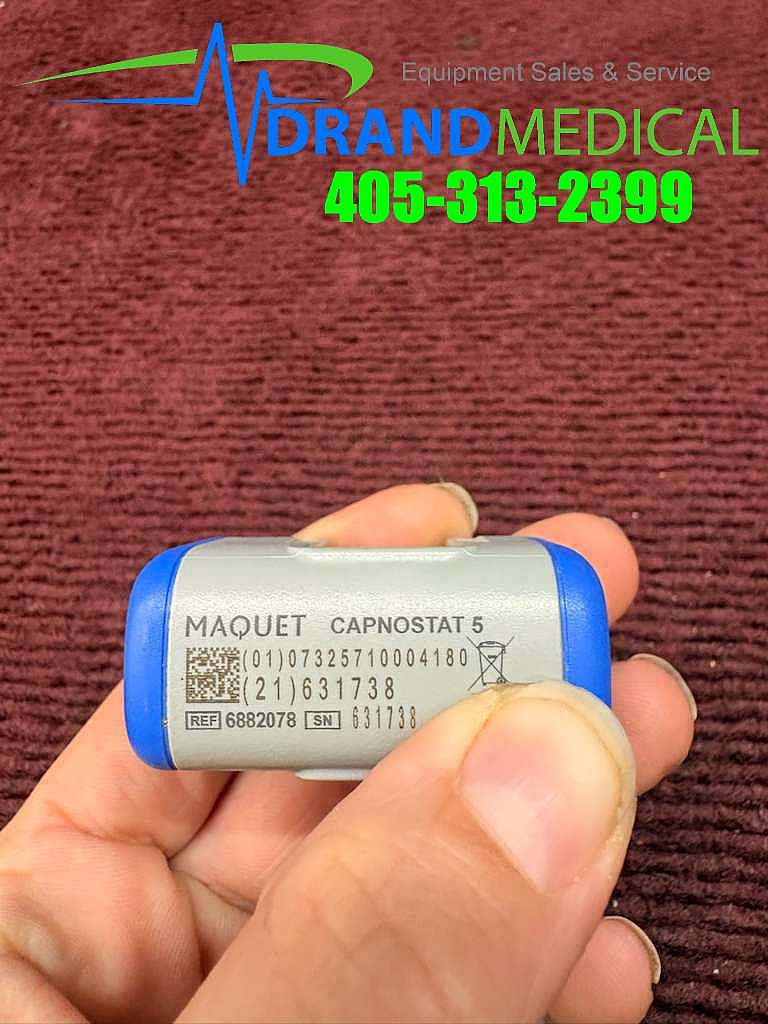 Equipment Sales & Service
DRANDMEDICAL
405-313-2399
MAQUET CAPNOSTAT 5
(01)07325710004180
(21)631738
REF 6882078 SN 631738